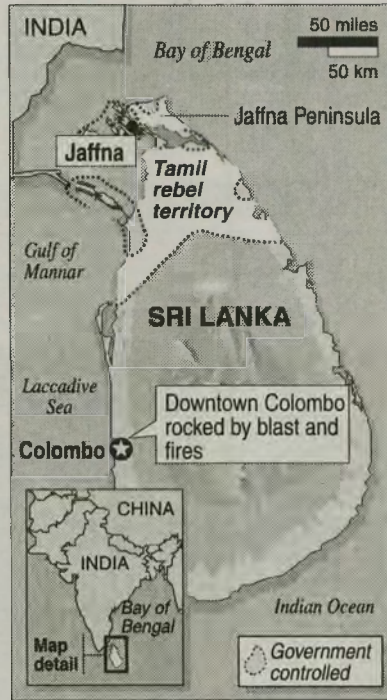 INDIA
50 miles
50 km
Bay of Bengal
Jaffna Peninsula
Jaffna
Tamil
rebel
territory
Gulf of
Mannar
SRI LANKA
Laccadive
Sea
Downtown Colombo
rocked by blast and
fires
Colombo
CHINA
INDIA
Bay of
Bengal
Map
detail
Indian Ocean
Government
controlled